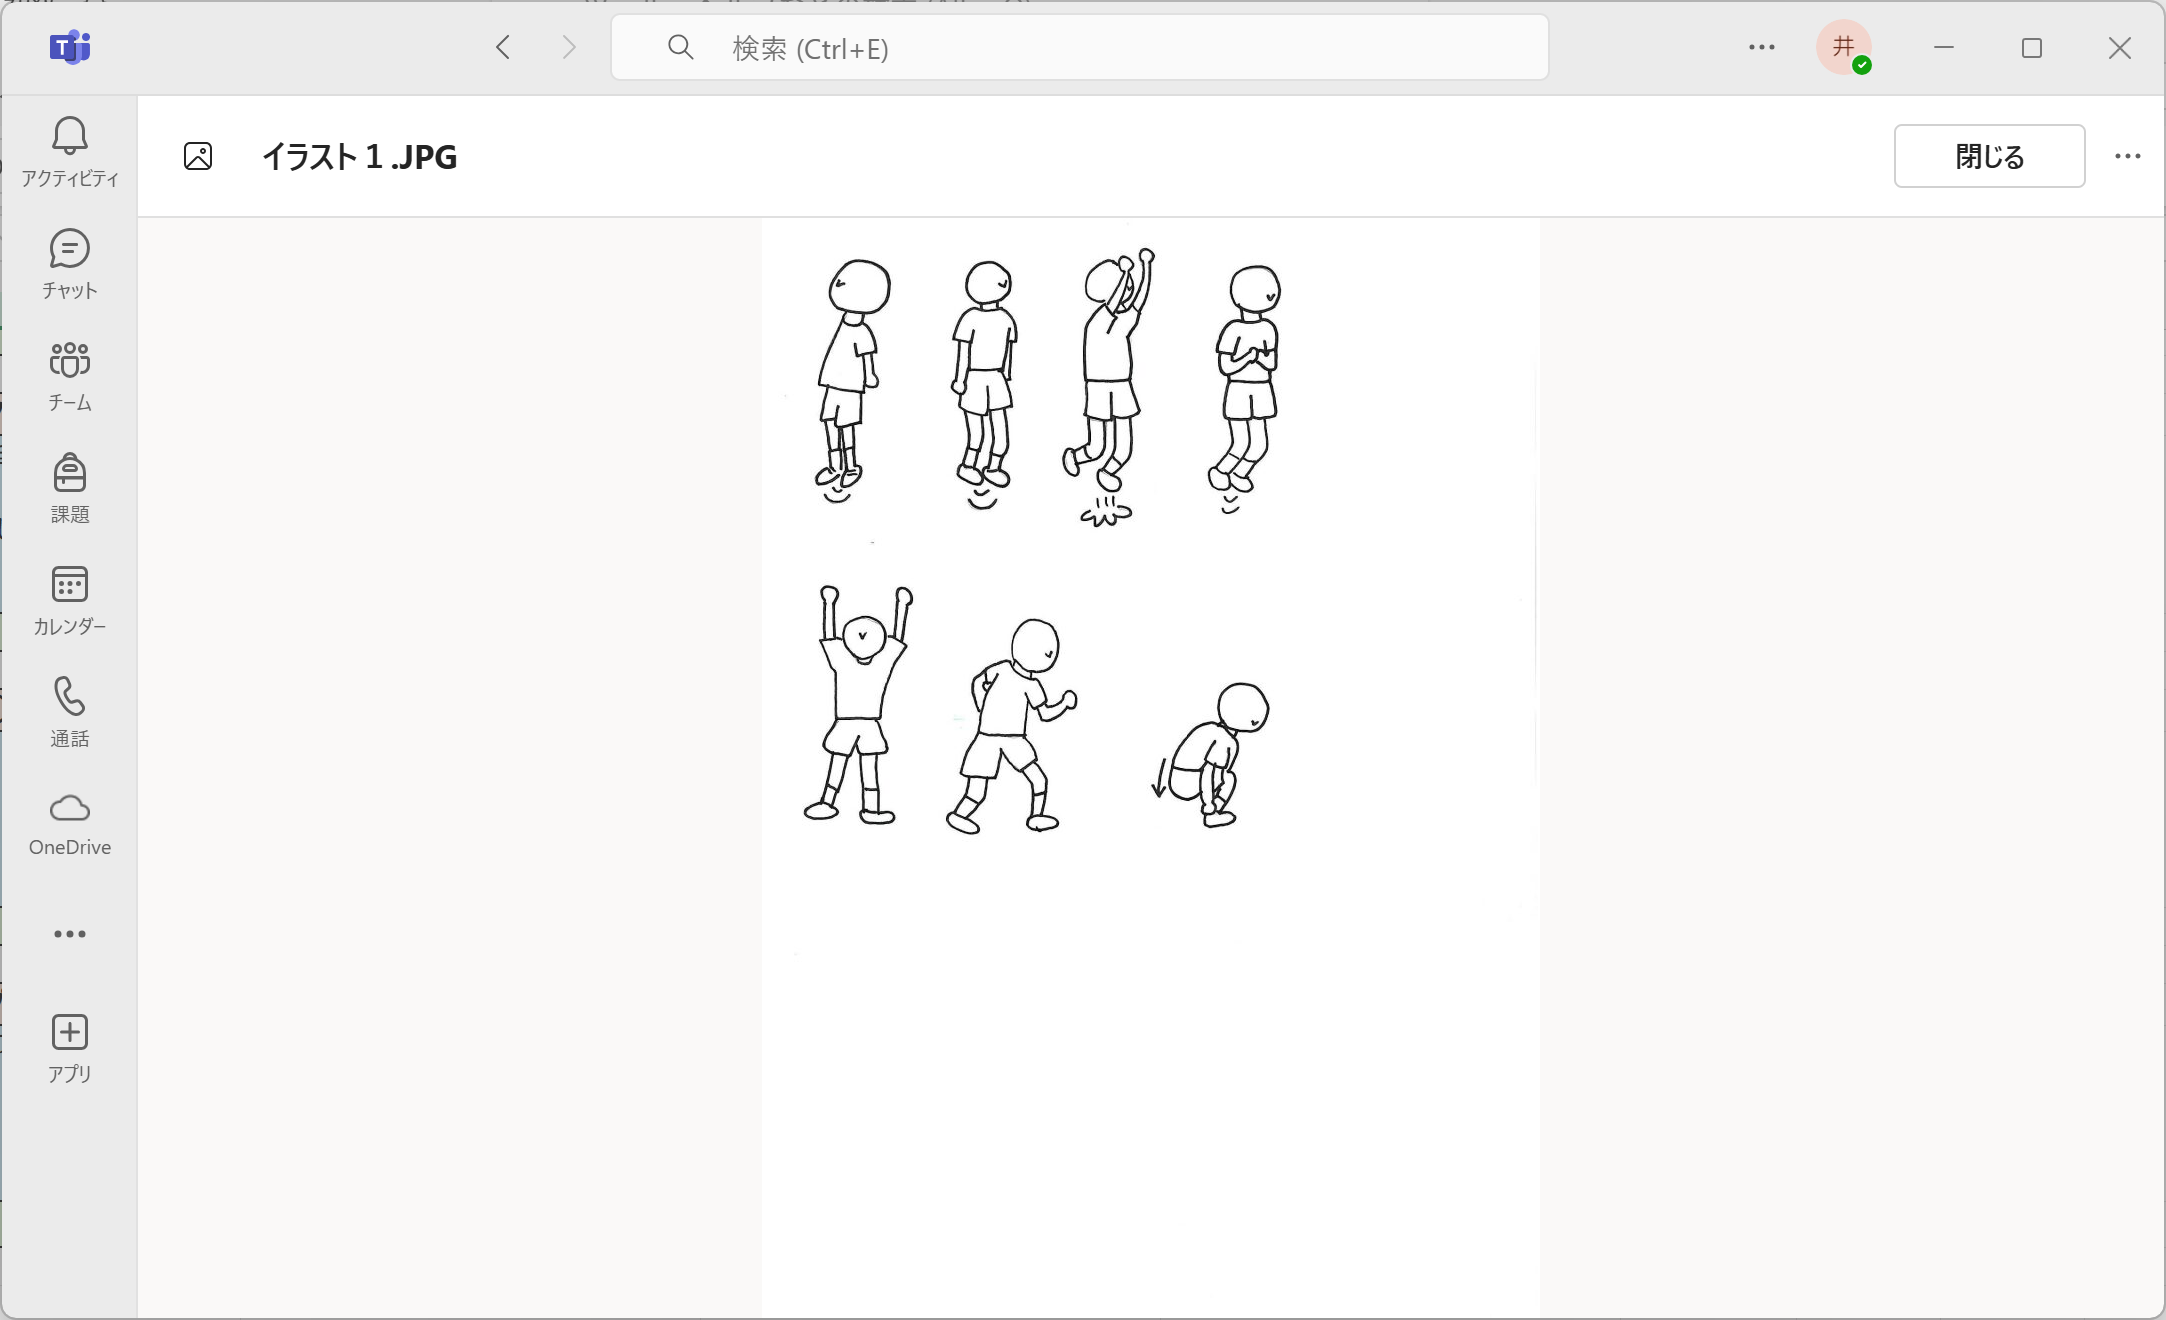 検索 (Ctrl+E)
井
アクティビティ
チャット
チーム
課題
カレンダー
通話
OneDrive
アプリ
イラスト１.JPG
閉じる